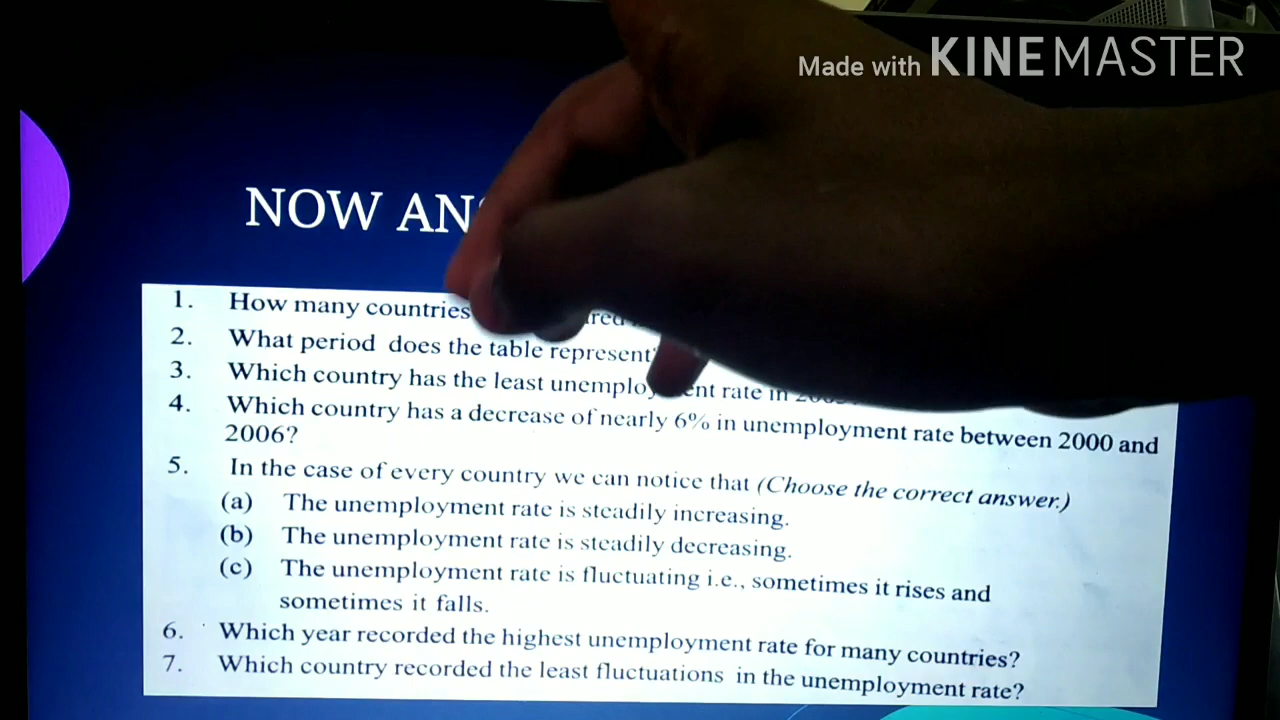 Made with KINEMASTER
NOW AN
1. How many countries
2. What period does the table represent
3. Which country has the least rate in
4. Which country has a decrease of nearly 6% in unemployment rate between 2000 and
2006?
5. In the case of every country we can notice that (Choose the correct answer.)
(a) The unemployment rate is steadily increasing.
(b) The unemployment rate is steadily decreasing.
(c) The unemployment rate is fluctuating i.e., sometimes it rises and
sometimes it falls.
6. Which year recorded the highest unemployment rate for many countries?
7. Which country recorded the least fluctuations in the unemployment rate?